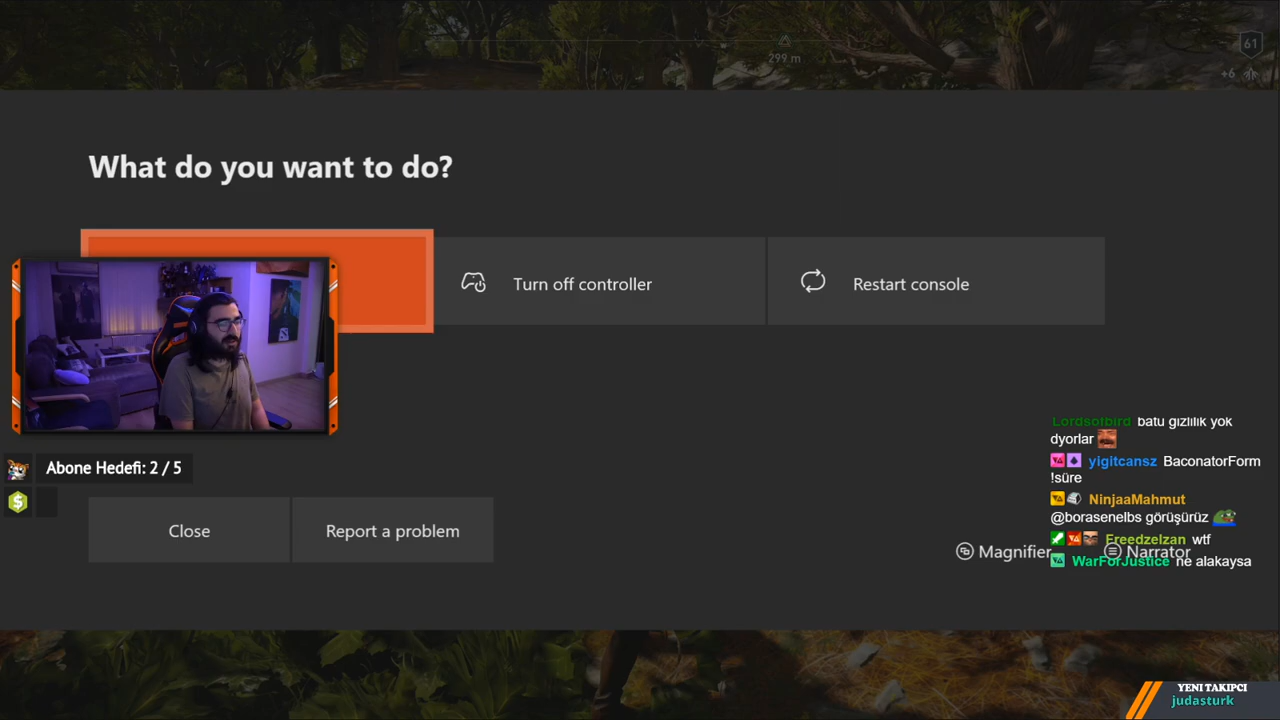 299 m
61
+6
What do you want to do?
Turn off controller
Restart console
Lordsofbird batu gizlilik yok
dyorlar
yigitcansz BaconatorForm
!süre
NinjaaMahmut
@borasenelbs görüşürüz
Freedzelzan wtf
WarForJustice ne alakaysa
Abone Hedefi: 2 / 5
Close
Report a problem
Magnifier
Narrator
YENI TAKIPCI
judasturk